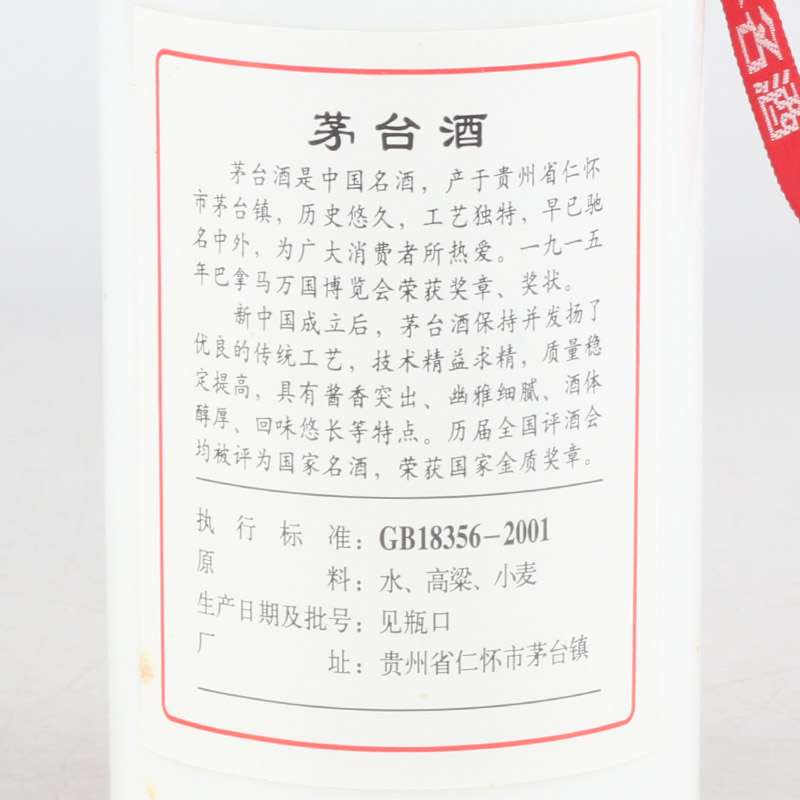 茅台酒
茅台酒是中国名酒，产于贵州省仁怀
市茅台镇，历史悠久，工艺独特，早已驰
名中外，为广大消费者所热爱。一九一五
年巴拿马万国博览会荣获奖章、奖状。
新中国成立后，茅台酒保持并发扬了
优良的传统工艺，技术精益求精，质量稳
定提高，具有酱香突出、幽雅细腻、酒体
醇厚、回味悠长等特点。历届全国评酒会
均被评为国家名酒，荣获国家金质奖章。
执行标准：GB18356-2001
原料：水、高粱、小麦
生产日期及批号：见瓶口
厂址：贵州省仁怀市茅台镇
名酒